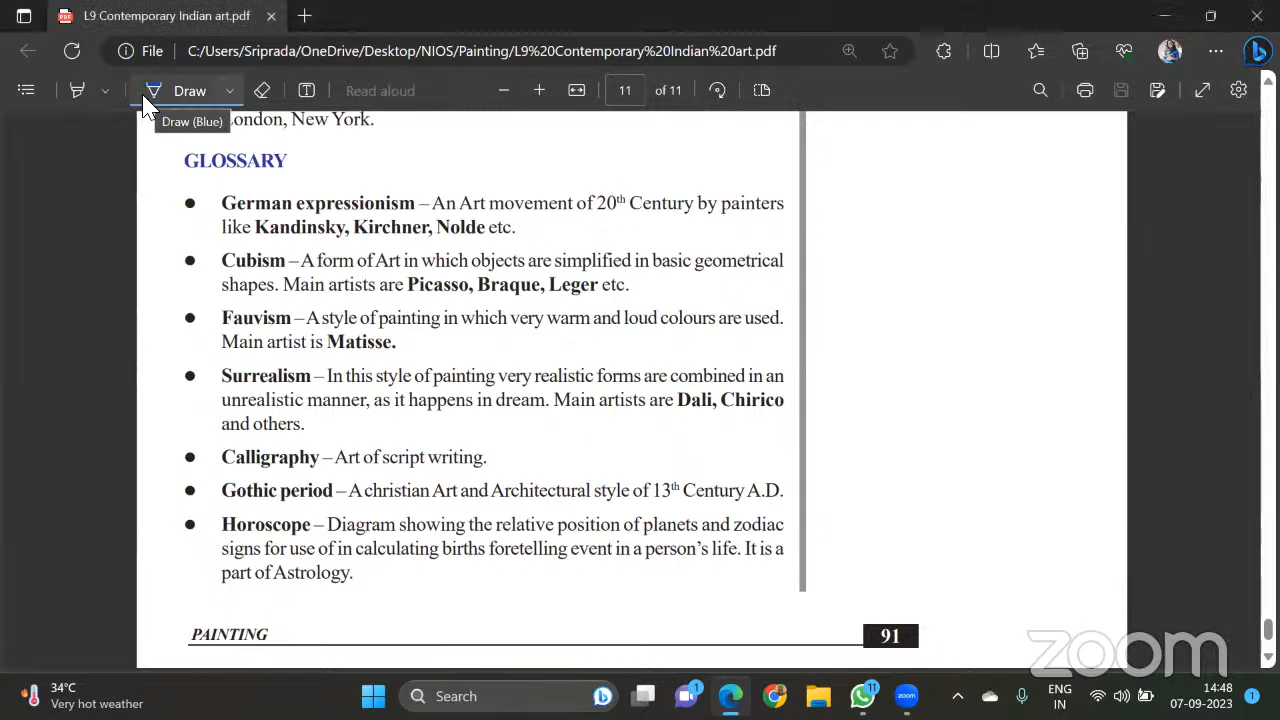 L9 Contemporary Indian art.pdf
File
C:/Users/Sriprada/OneDrive/Desktop/NIOS/Painting/L9%20Contemporary%20Indian%20art.pdf
Draw
Read aloud
11
of 11
Draw (Blue)
London, New York.
GLOSSARY
● German expressionism – An Art movement of 20th Century by painters
like Kandinsky, Kirchner, Nolde etc.
● Cubism – A form of Art in which objects are simplified in basic geometrical
shapes. Main artists are Picasso, Braque, Leger etc.
● Fauvism – A style of painting in which very warm and loud colours are used.
Main artist is Matisse.
● Surrealism – In this style of painting very realistic forms are combined in an
unrealistic manner, as it happens in dream. Main artists are Dali, Chirico
and others.
● Calligraphy – Art of script writing.
● Gothic period – A christian Art and Architectural style of 13th Century A.D.
● Horoscope – Diagram showing the relative position of planets and zodiac
signs for use of in calculating births foretelling event in a person's life. It is a
part of Astrology.
PAINTING
91
zoom
34°C
Very hot weather
Search
1
zoom
11
ENG
IN
14:48
07-09-2023
1